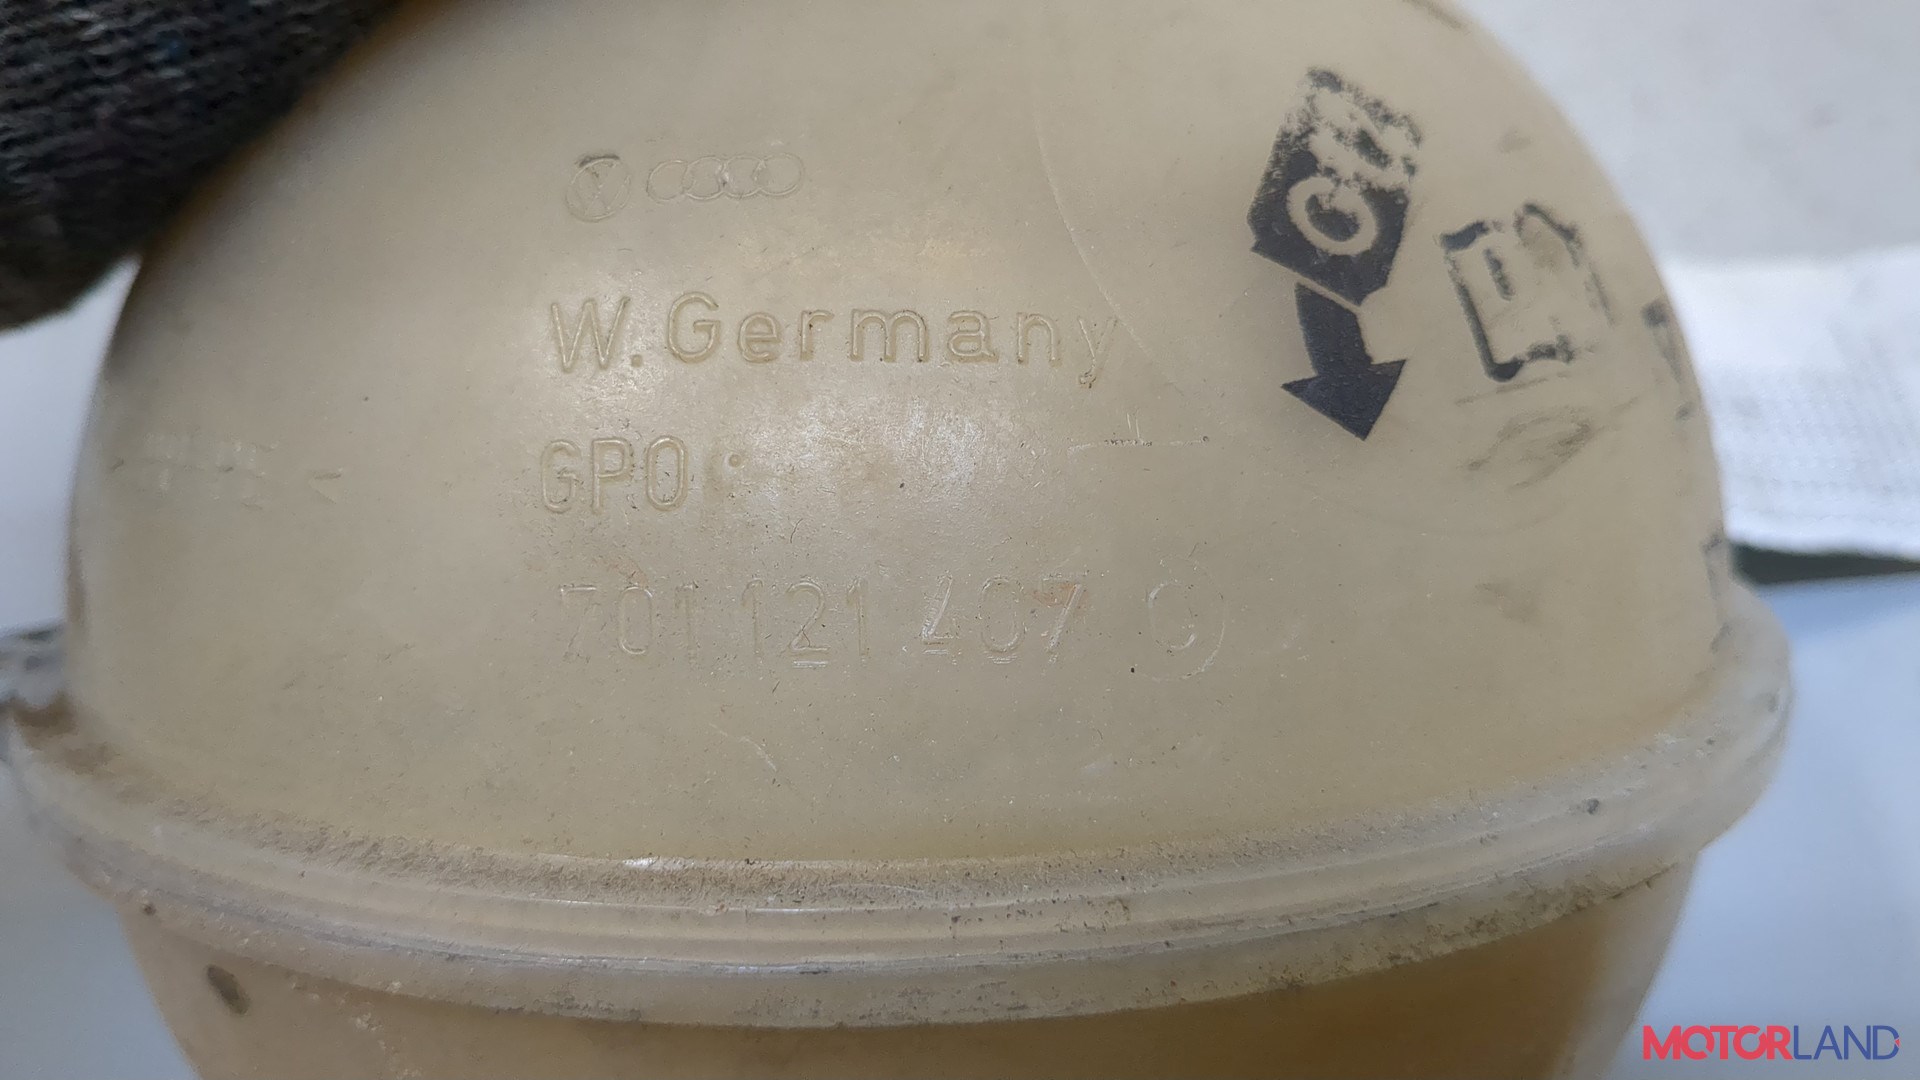 W.Germany
GPO
701 121 407
MOTORLAND